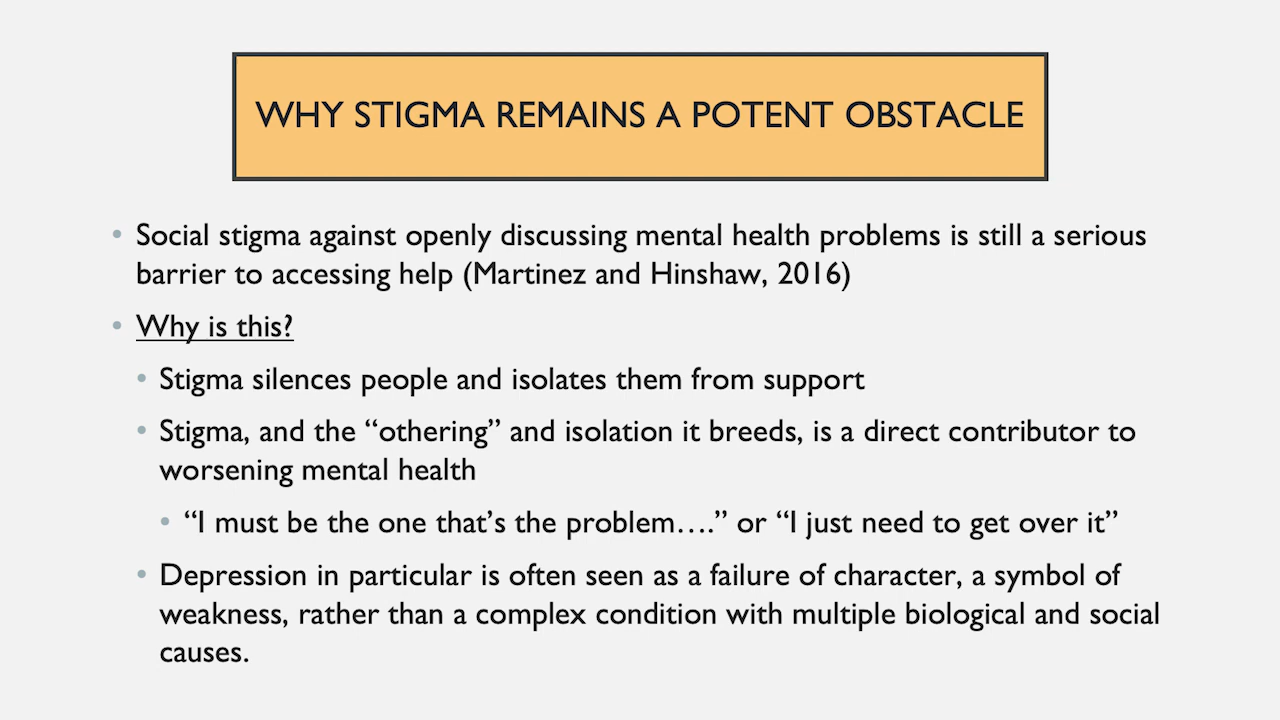 WHY STIGMA REMAINS A POTENT OBSTACLE
• Social stigma against openly discussing mental health problems is still a serious
barrier to accessing help (Martinez and Hinshaw, 2016)
• Why is this?
• Stigma silences people and isolates them from support
• Stigma, and the “othering” and isolation it breeds, is a direct contributor to
worsening mental health
• “I must be the one that’s the problem….” or “I just need to get over it”
• Depression in particular is often seen as a failure of character, a symbol of
weakness, rather than a complex condition with multiple biological and social
causes.